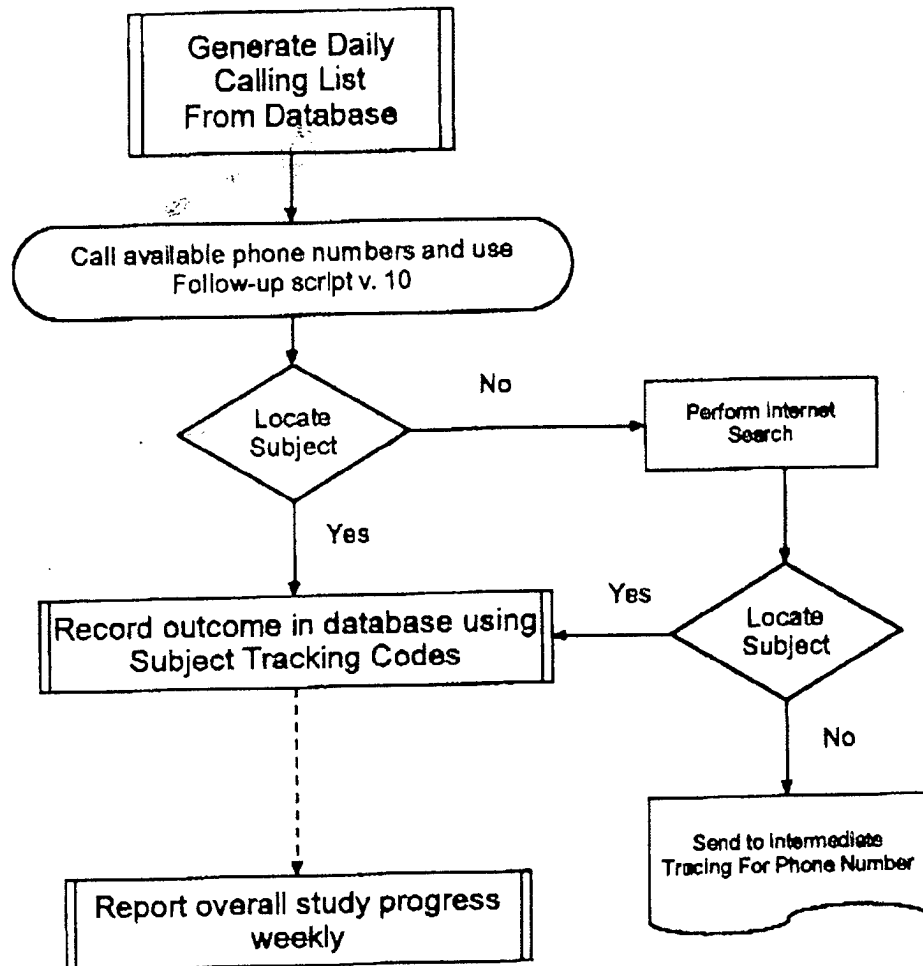 Generate Daily
Calling List
From Database
Call available phone numbers and use
Follow-up script v. 10
Locate
Subject
No
Perform Internet
Search
Yes
Record outcome in database using
Subject Tracking Codes
Yes
Locate
Subject
No
Send to Intermediate
Tracing For Phone Number
Report overall study progress
weekly